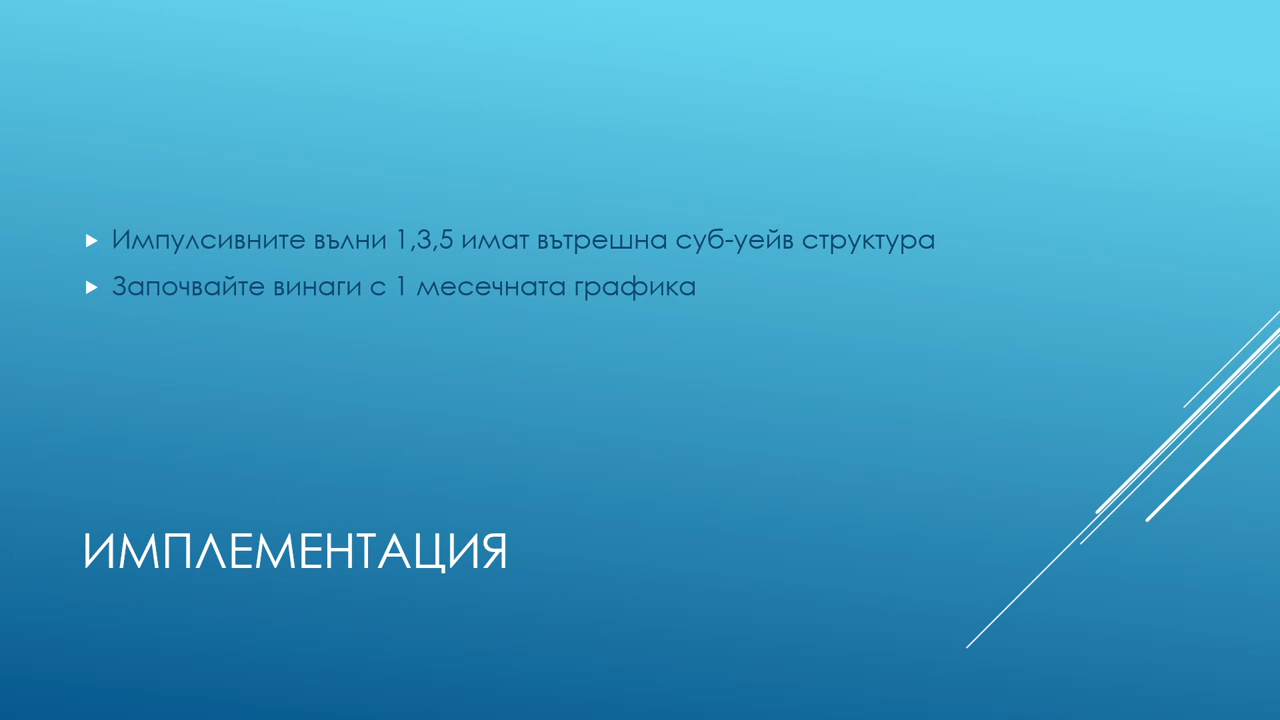 Импулсивните вълни 1,3,5 имат вътрешна суб-уейв структура
Започвайте винаги с 1 месечната графика
ИМПЛЕМЕНТАЦИЯ